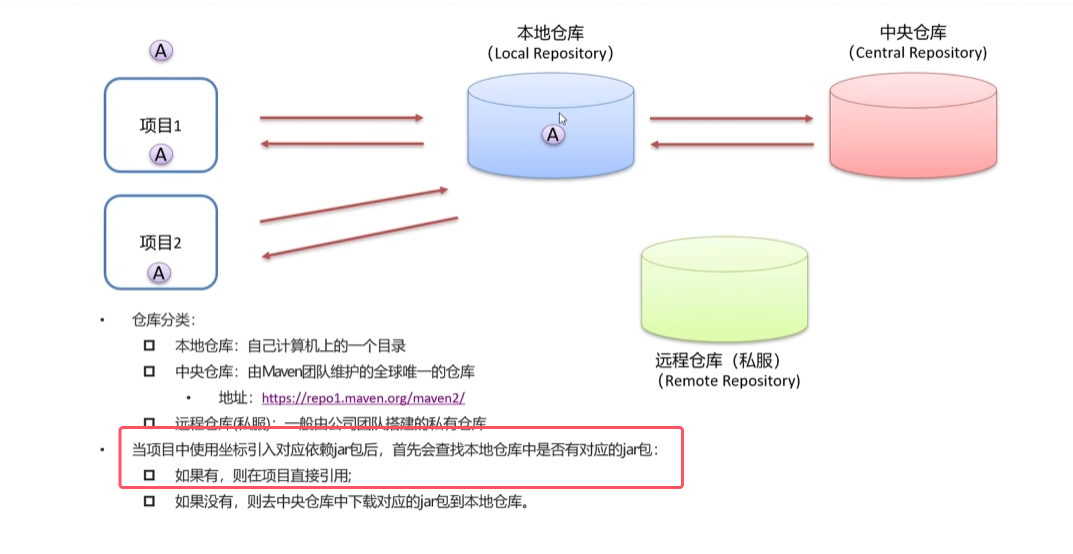 本地仓库
(Local Repository)
中央仓库
(Central Repository)
A
项目1
A
A
项目2
A
远程仓库（私服）
(Remote Repository)
• 仓库分类:
本地仓库：自己计算机上的一个目录
中央仓库：由Maven团队维护的全球唯一的仓库
• 地址：https://repo1.maven.org/maven2/
远程仓库(私服)：一般由公司团队搭建的私有仓库
• 当项目中使用坐标引入对应依赖jar包后，首先会查找本地仓库中是否有对应的jar包：
如果有，则在项目直接引用;
如果没有，则去中央仓库中下载对应的jar包到本地仓库。